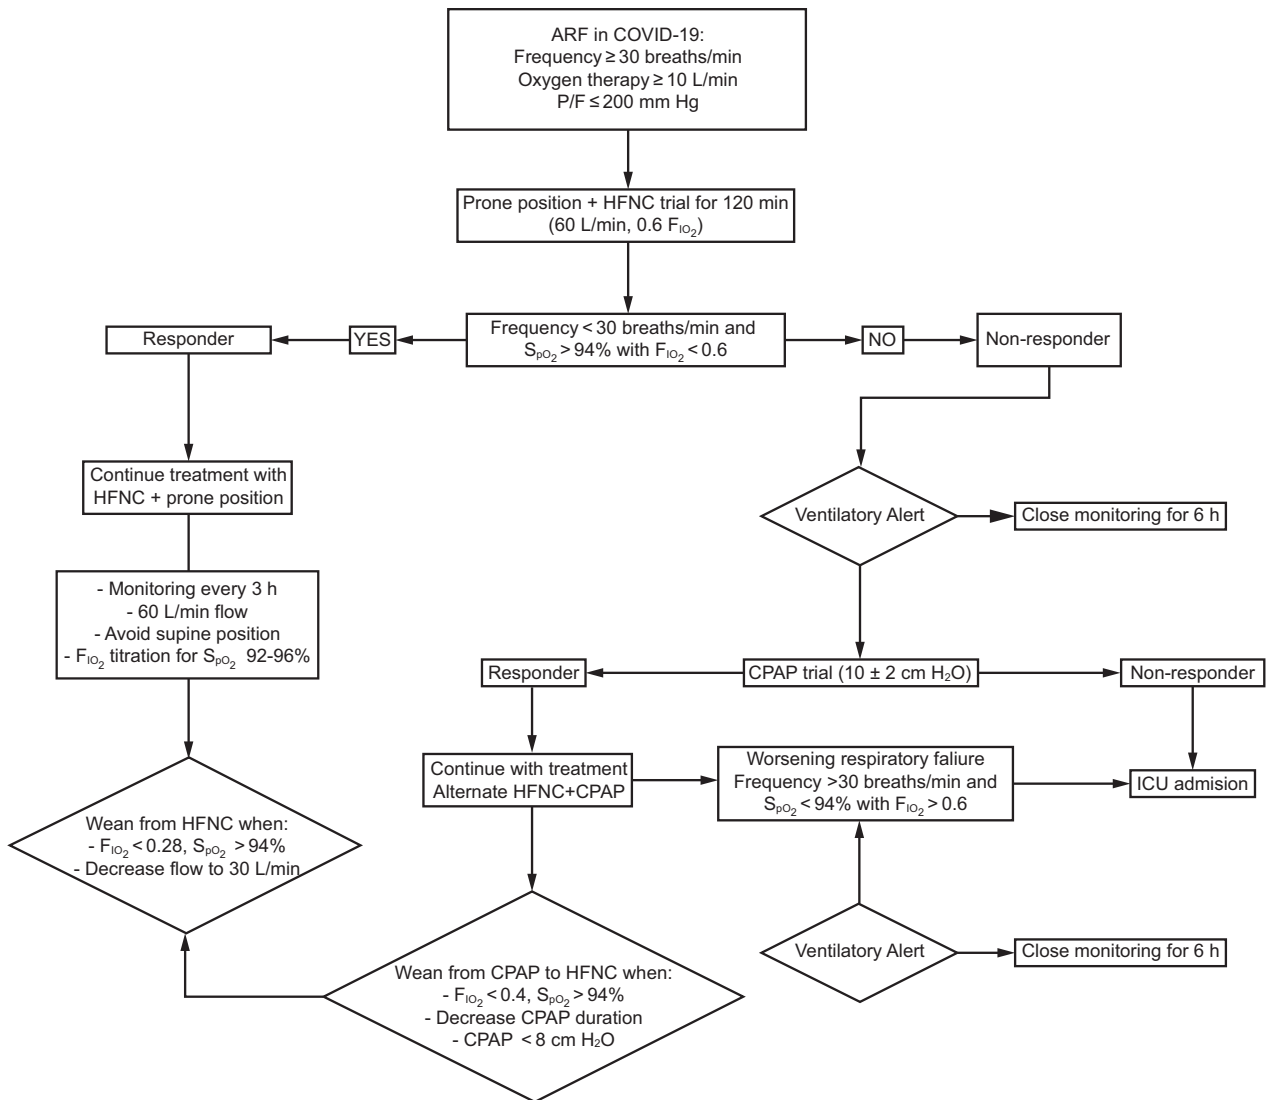 ARF in COVID-19:
Frequency ≥ 30 breaths/min
Oxygen therapy ≥ 10 L/min
P/F ≤ 200 mm Hg
Prone position + HFNC trial for 120 min
(60 L/min, 0.6 FIO2)
Responder
YES
Frequency < 30 breaths/min and
SpO2 > 94% with FIO2 < 0.6
NO
Non-responder
Continue treatment with
HFNC + prone position
Ventilatory Alert
Close monitoring for 6 h
- Monitoring every 3 h
- 60 L/min flow
- Avoid supine position
- FIO2 titration for SpO2 92-96%
Responder
CPAP trial (10 ± 2 cm H2O)
Non-responder
Continue with treatment
Alternate HFNC+CPAP
Worsening respiratory faliure
Frequency >30 breaths/min and
SpO2 < 94% with FIO2 > 0.6
ICU admision
Wean from HFNC when:
- FIO2 < 0.28, SpO2 > 94%
- Decrease flow to 30 L/min
Ventilatory Alert
Close monitoring for 6 h
Wean from CPAP to HFNC when:
- FIO2 < 0.4, SpO2 > 94%
- Decrease CPAP duration
- CPAP < 8 cm H2O